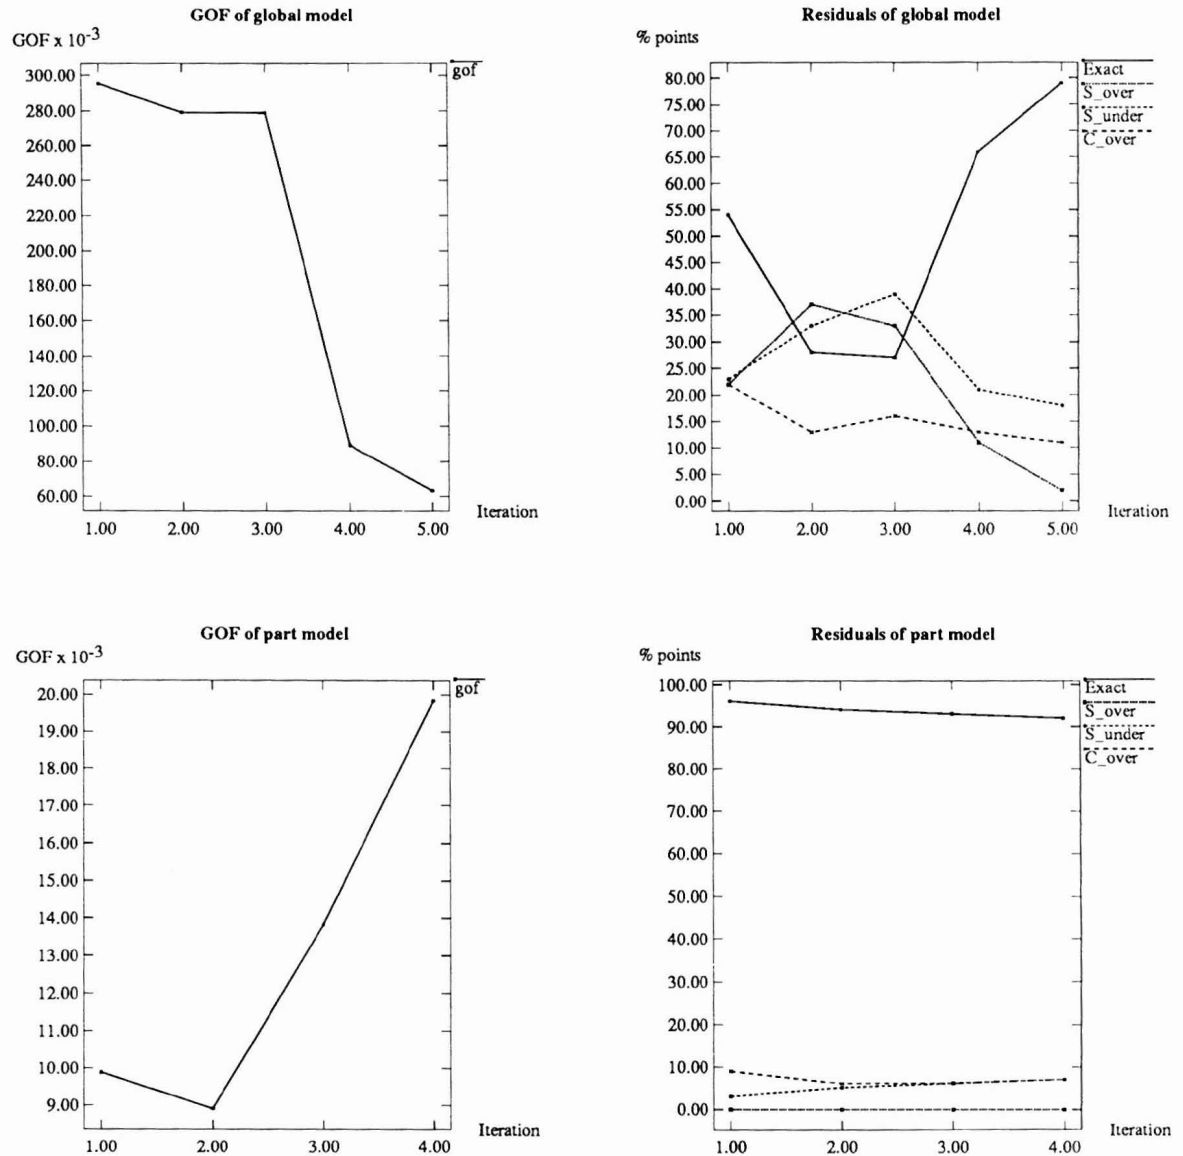 GOF of global model
GOF x 10-3
gof
300.00
280.00
260.00
240.00
220.00
200.00
180.00
160.00
140.00
120.00
100.00
80.00
60.00
Iteration
1.00 2.00 3.00 4.00 5.00
Residuals of global model
% points
Exact
S_over
S_under
C_over
80.00
75.00
70.00
65.00
60.00
55.00
50.00
45.00
40.00
35.00
30.00
25.00
20.00
15.00
10.00
5.00
0.00
Iteration
1.00 2.00 3.00 4.00 5.00
GOF of part model
GOF x 10-3
gof
20.00
19.00
18.00
17.00
16.00
15.00
14.00
13.00
12.00
11.00
10.00
9.00
Iteration
1.00 2.00 3.00 4.00
Residuals of part model
% points
Exact
S_over
S_under
C_over
100.00
90.00
80.00
70.00
60.00
50.00
40.00
30.00
20.00
10.00
0.00
Iteration
1.00 2.00 3.00 4.00